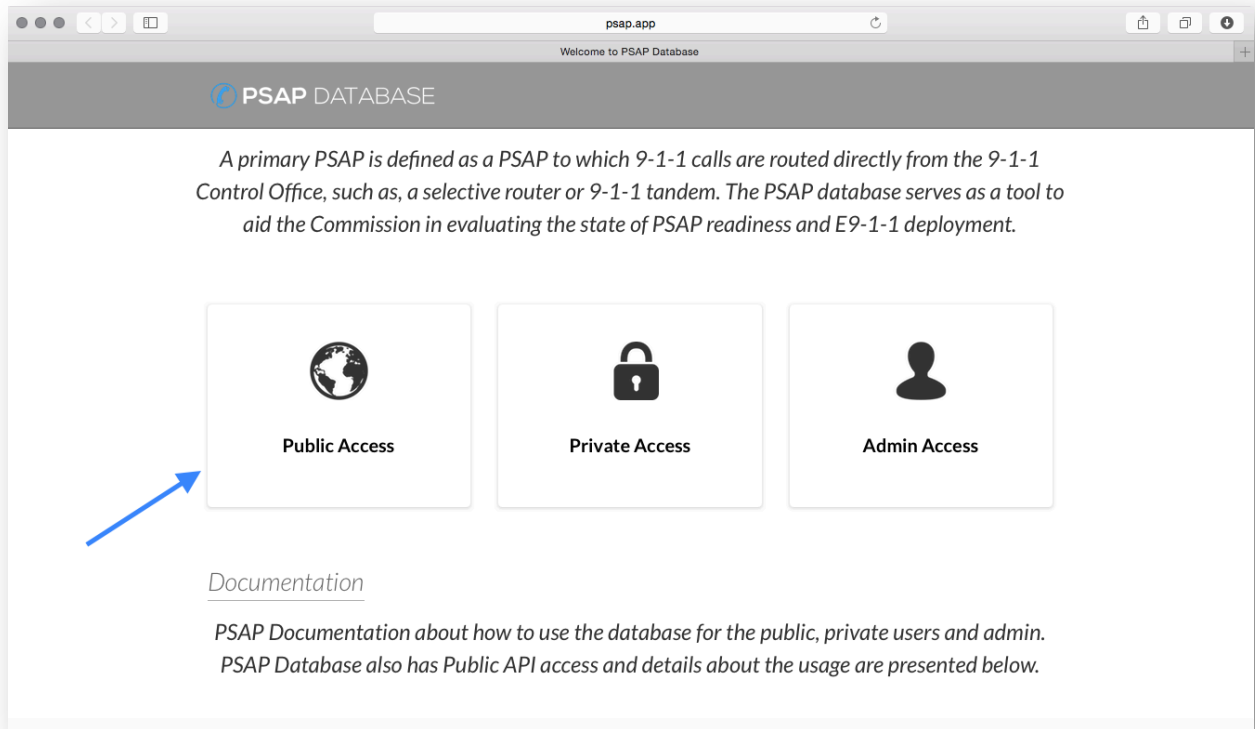 psap.app
Welcome to PSAP Database
PSAP DATABASE
A primary PSAP is defined as a PSAP to which 9-1-1 calls are routed directly from the 9-1-1
Control Office, such as, a selective router or 9-1-1 tandem. The PSAP database serves as a tool to
aid the Commission in evaluating the state of PSAP readiness and E9-1-1 deployment.
Public Access
Private Access
Admin Access
Documentation
PSAP Documentation about how to use the database for the public, private users and admin.
PSAP Database also has Public API access and details about the usage are presented below.